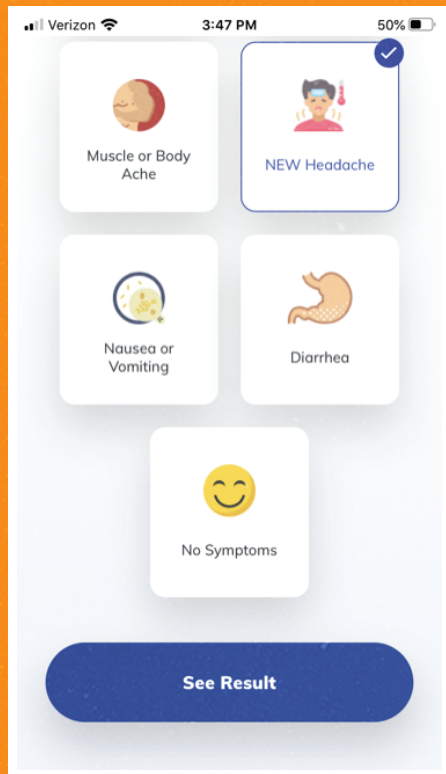 Verizon 3:47 PM 50%
Muscle or Body
Ache
NEW Headache
Nausea or
Vomiting
Diarrhea
No Symptoms
See Result